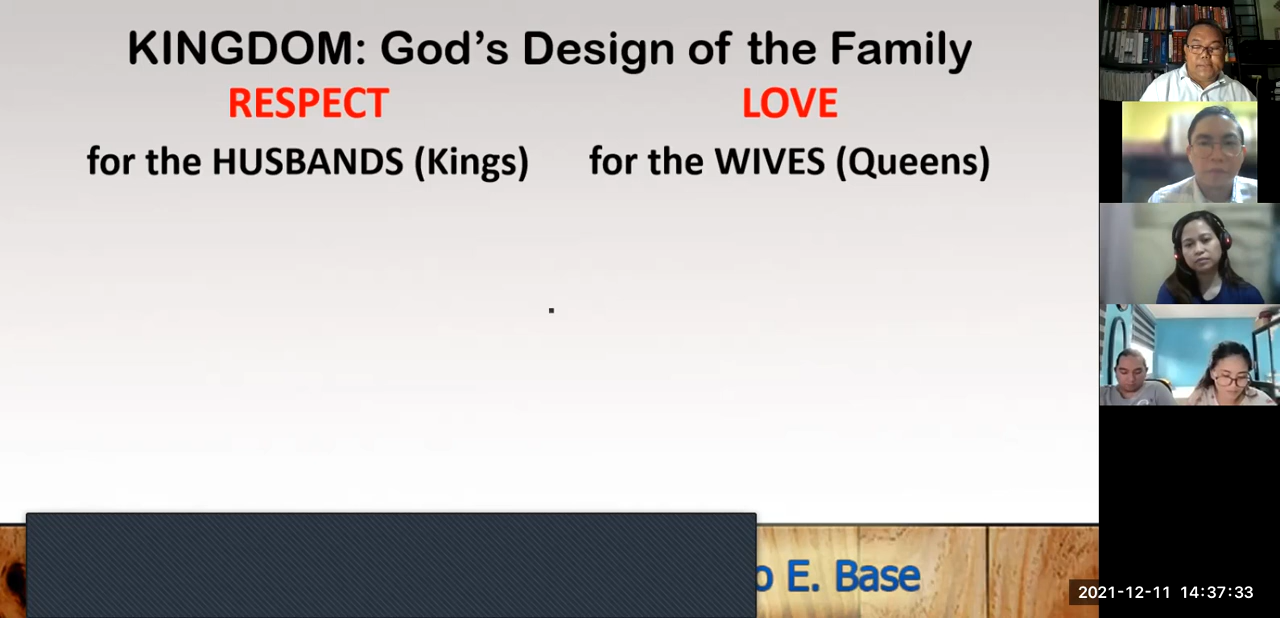 KINGDOM: God's Design of the Family
RESPECT
LOVE
for the HUSBANDS (Kings)
for the WIVES (Queens)
E. Base
2021-12-11 14:37:33